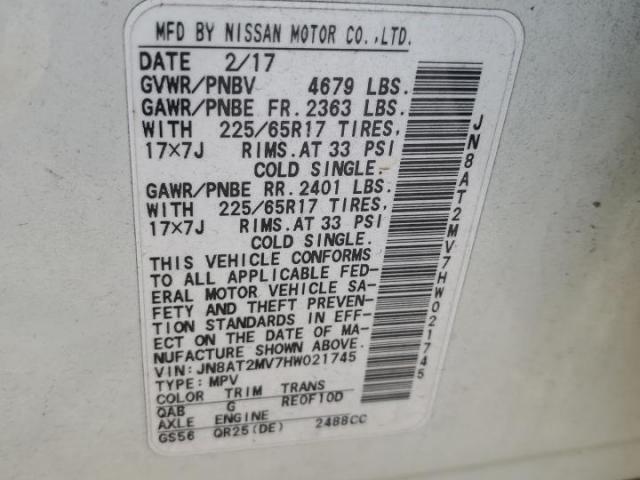 MFD BY NISSAN MOTOR CO.,LTD.
DATE 2/17
GVWR/PNBV 4679 LBS.
GAWR/PNBE FR. 2363 LBS.
WITH 225/65R17 TIRES,
17×7J RIMS.AT 33 PSI
COLD SINGLE.
GAWR/PNBE RR. 2401 LBS.
WITH 225/65R17 TIRES,
17×7J RIMS.AT 33 PSI
COLD SINGLE.
THIS VEHICLE CONFORMS
TO ALL APPLICABLE FED-
ERAL MOTOR VEHICLE SA-
FETY AND THEFT PREVEN-
TION STANDARDS IN EFF-
ECT ON THE DATE OF MA-
NUFACTURE SHOWN ABOVE.
VIN: JN8AT2MV7HW021745
TYPE: MPV
COLOR TRIM TRANS
QAB G RE0F10D
AXLE ENGINE
GS56 QR25(DE) 2488CC
JN8AT2MV7HW021745